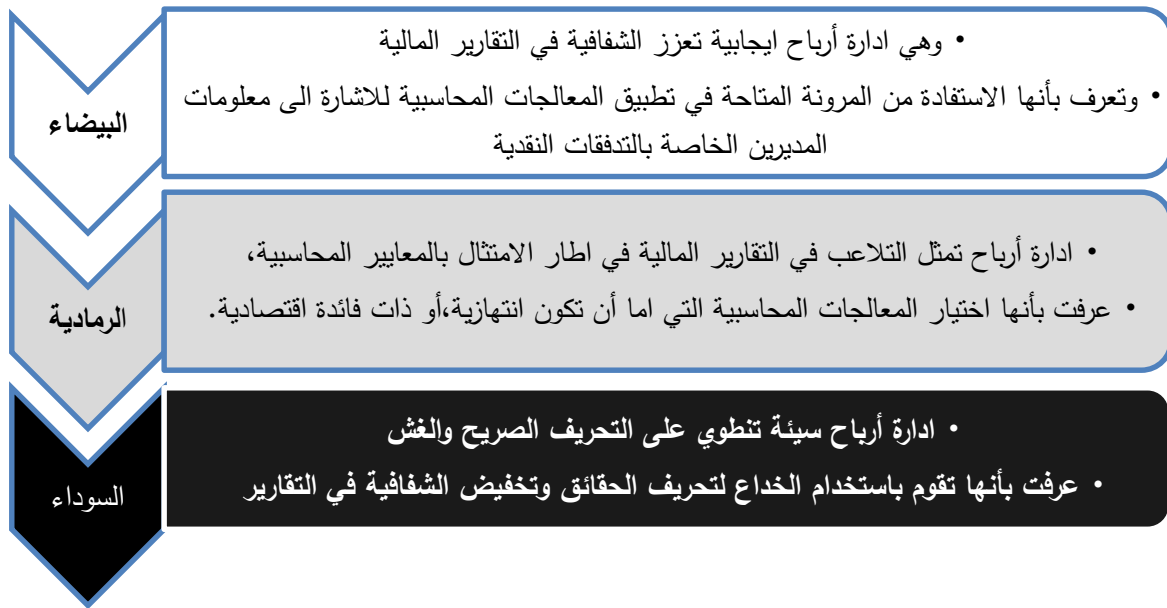 البيضاء
• وهي ادارة أرباح ايجابية تعزز الشفافية في التقارير المالية
• وتعرف بأنها الاستفادة من المرونة المتاحة في تطبيق المعالجات المحاسبية للاشارة الى معلومات
المديرين الخاصة بالتدفقات النقدية
الرمادية
• ادارة أرباح تمثل التلاعب في التقارير المالية في اطار الامتثال بالمعايير المحاسبية،
• عرفت بأنها اختيار المعالجات المحاسبية التي اما أن تكون انتهازية،أو ذات فائدة اقتصادية.
السوداء
• ادارة أرباح سيئة تنطوي على التحريف الصريح والغش
• عرفت بأنها تقوم باستخدام الخداع لتحريف الحقائق وتخفيض الشفافية في التقارير